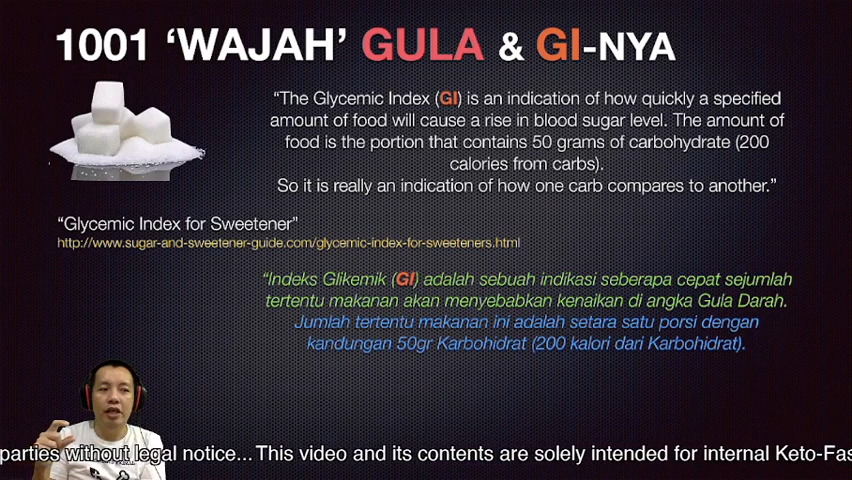 1001 ‘WAJAH’ GULA & GI-NYA
“The Glycemic Index (GI) is an indication of how quickly a specified
amount of food will cause a rise in blood sugar level. The amount of
food is the portion that contains 50 grams of carbohydrate (200
calories from carbs).
So it is really an indication of how one carb compares to another.”
“Glycemic Index for Sweetener”
http://www.sugar-and-sweetener-guide.com/glycemic-index-for-sweeteners.html
“Indeks Glikemik (GI) adalah sebuah indikasi seberapa cepat sejumlah
tertentu makanan akan menyebabkan kenaikan di angka Gula Darah.
Jumlah tertentu makanan ini adalah setara satu porsi dengan
kandungan 50gr Karbohidrat (200 kalori dari Karbohidrat).
parties without legal notice... This video and its contents are solely intended for internal Keto-Fas